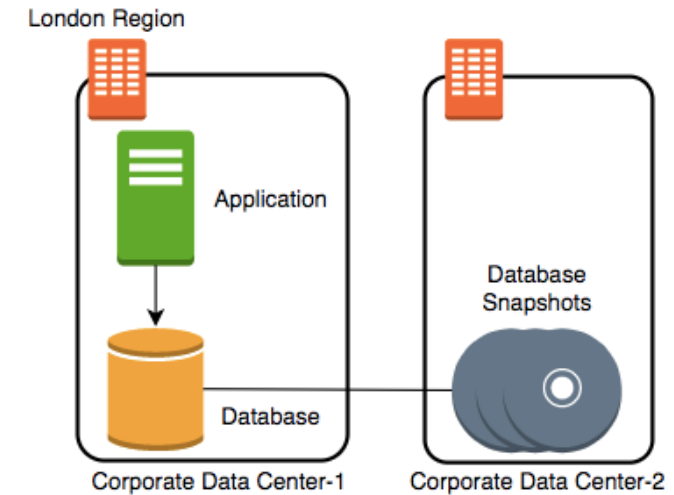 London Region
Application
Database
Snapshots
Database
Corporate Data Center-1
Corporate Data Center-2